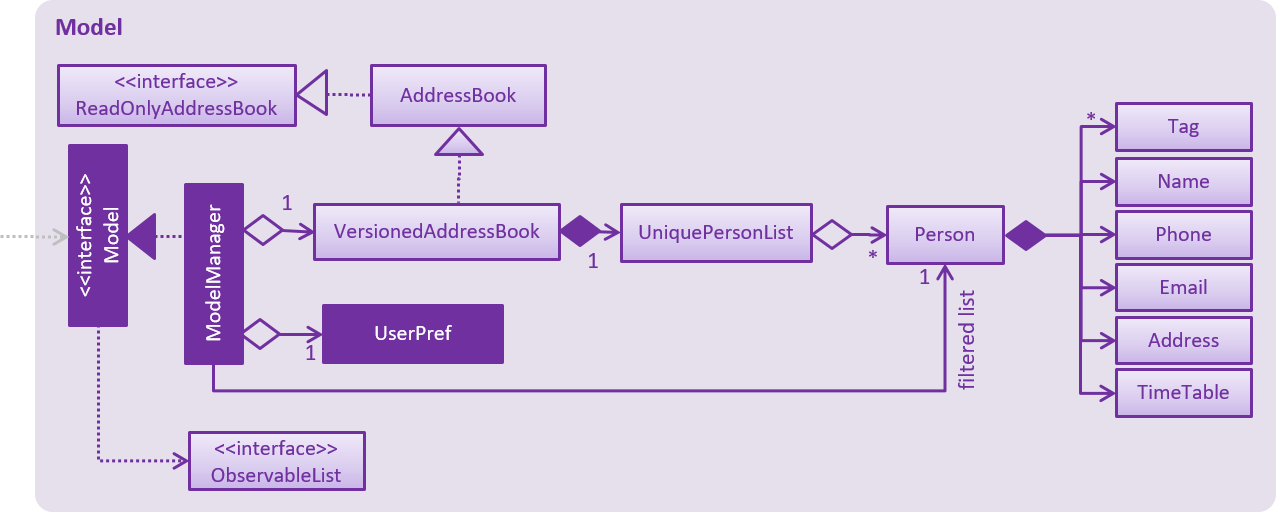 Model
<<interface>>
ReadOnlyAddressBook
AddressBook
<<interface>>
Model
ModelManager
1
VersionedAddressBook
1
UniquePersonList
*
Person
1
filtered list
*
Tag
Name
Phone
Email
Address
TimeTable
1
UserPref
<<interface>>
ObservableList